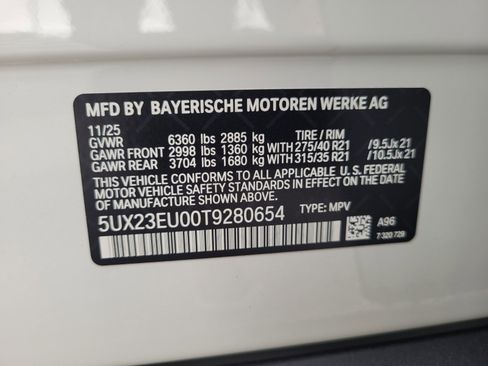 MFD BY BAYERISCHE MOTOREN WERKE AG
11/25 TIRE / RIM
GVWR 6360 lbs 2885 kg
GAWR FRONT 2998 lbs 1360 kg WITH 275/40 R21 / 9.5Jx21
GAWR REAR 3704 lbs 1680 kg WITH 315/35 R21 / 10.5Jx21
THIS VEHICLE CONFORMS TO ALL APPLICABLE U.S. FEDERAL
MOTOR VEHICLE SAFETY STANDARDS IN EFFECT ON THE DATE
OF MANUFACTURE SHOWN ABOVE.
5UX23EU00T9280654 TYPE: MPV
A96
7 320 729